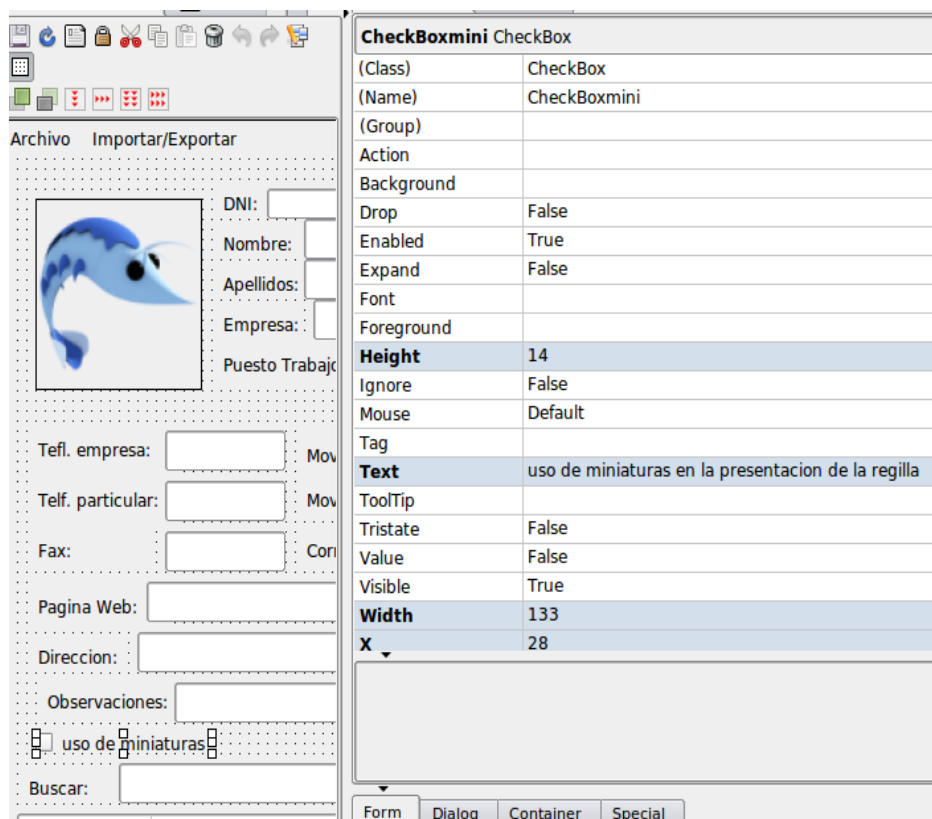 Archivo Importar/Exportar
DNI:
Nombre:
Apellidos:
Empresa:
Puesto Trabajo
Tefl. empresa:
Mov
Telf. particular:
Mov
Fax:
Corr
Pagina Web:
Direccion:
Observaciones:
uso de miniaturas
Buscar:
CheckBoxmini CheckBox
(Class) CheckBox
(Name) CheckBoxmini
(Group)
Action
Background
Drop False
Enabled True
Expand False
Font
Foreground
Height 14
Ignore False
Mouse Default
Tag
Text uso de miniaturas en la presentacion de la regilla
ToolTip
Tristate False
Value False
Visible True
Width 133
X 28
Form Dialog Container Special